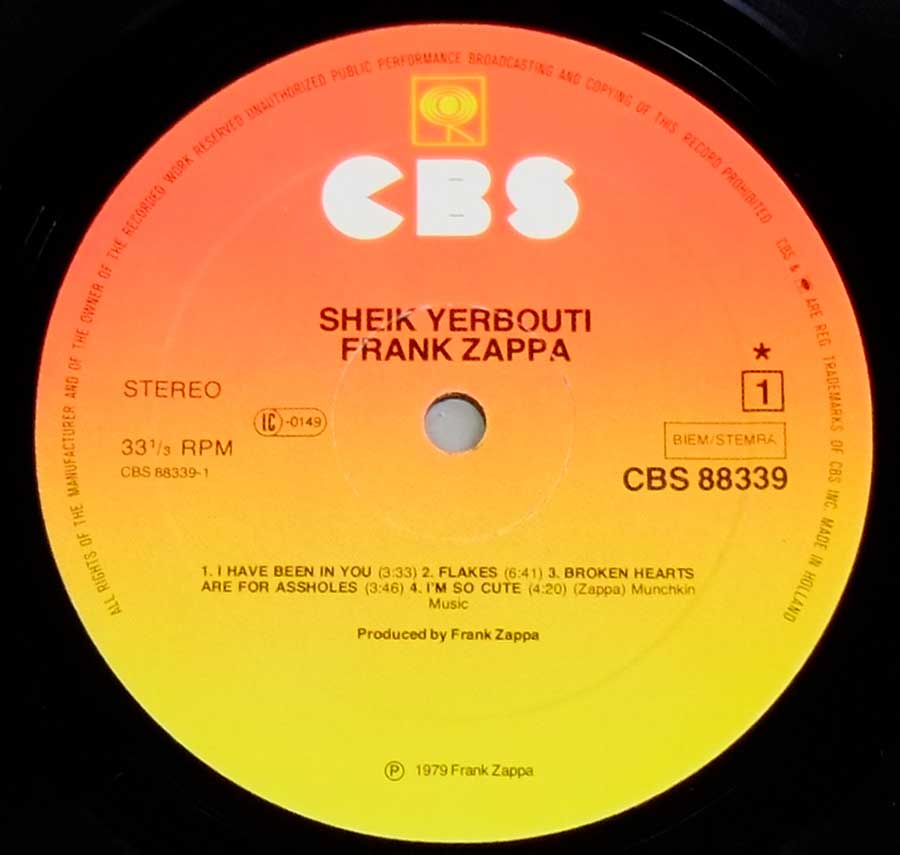 ALL RIGHTS OF THE MANUFACTURER AND OF THE OWNER OF THE RECORDED WORK RESERVED UNAUTHORIZED PUBLIC PERFORMANCE BROADCASTING AND COPYING OF THIS RECORD PROHIBITED CBS & ARE REG TRADEMARKS OF CBS INC. MADE IN HOLLAND
CBS
SHEIK YERBOUTI
FRANK ZAPPA
STEREO
*
1
LC-0149
33 1/3 RPM
BIEM/STEMRA
CBS 88339-1
CBS 88339
1. I HAVE BEEN IN YOU (3:33) 2. FLAKES (6:41) 3. BROKEN HEARTS
ARE FOR ASSHOLES (3:46) 4. I'M SO CUTE (4:20) (Zappa) Munchkin
Music
Produced by Frank Zappa
℗ 1979 Frank Zappa